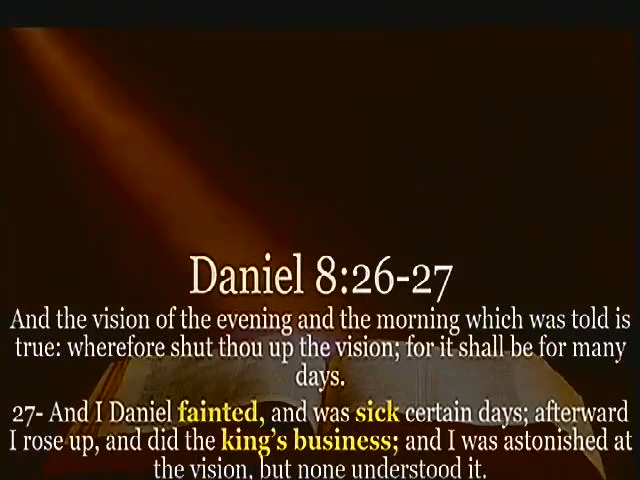 Daniel 8:26-27
And the vision of the evening and the morning which was told is
true: wherefore shut thou up the vision; for it shall be for many
days.
27- And I Daniel fainted, and was sick certain days; afterward
I rose up, and did the king's business; and I was astonished at
the vision, but none understood it.